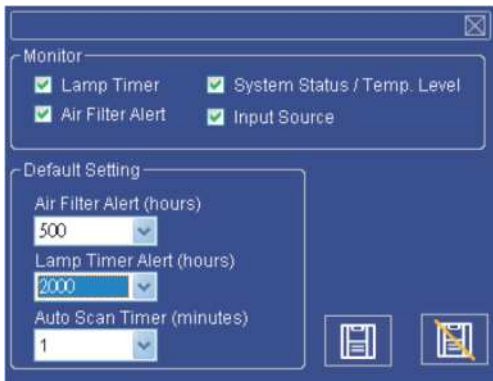 Monitor
Lamp Timer System Status / Temp. Level
Air Filter Alert Input Source
Default Setting
Air Filter Alert (hours)
500
Lamp Timer Alert (hours)
2000
Auto Scan Timer (minutes)
1